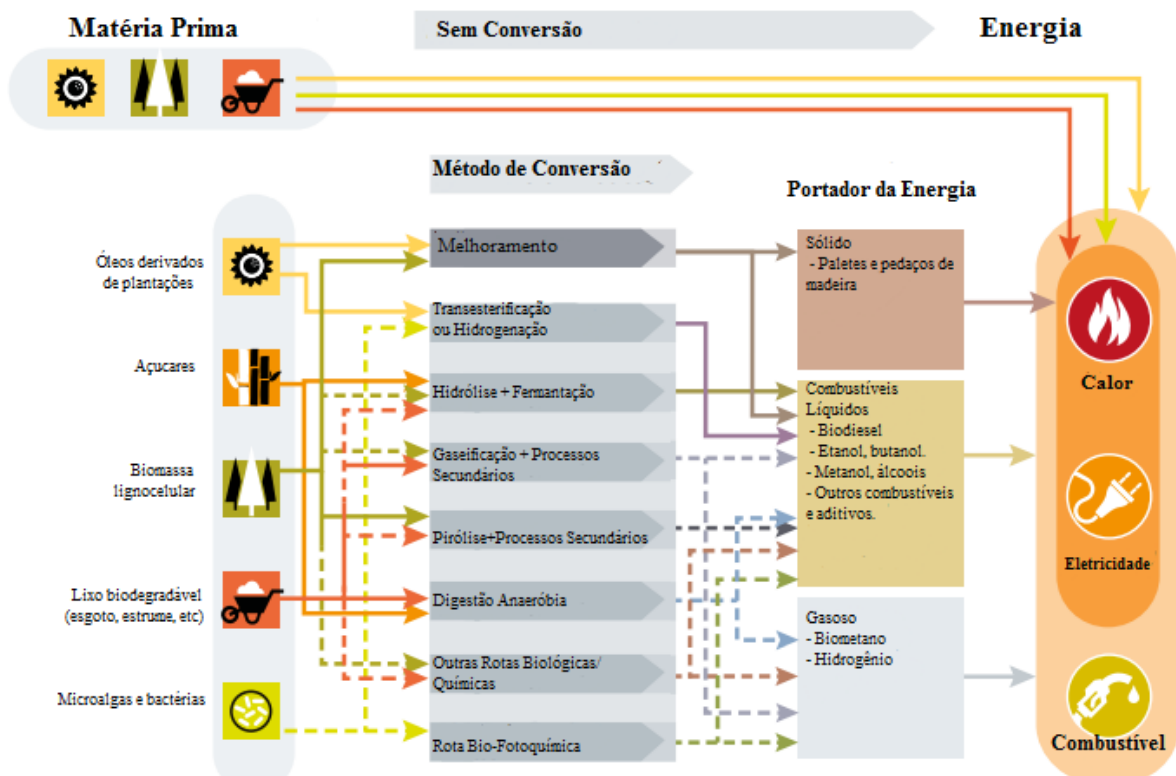 Matéria Prima
Sem Conversão
Energia
Método de Conversão
Portador da Energia
Óleos derivados
de plantações
Açucares
Biomassa
lignocelular
Lixo biodegradável
(esgoto, estrume, etc)
Microalgas e bactérias
Melhoramento
Transesterificação
ou Hidrogenação
Hidrólise + Fermantação
Gaseificação + Processos
Secundários
Pirólise+Processos Secundários
Digestão Anaeróbia
Outras Rotas Biológicas/
Químicas
Rota Bio-Fotoquímica
Sólido
- Paletes e pedaços de
madeira
Combustíveis
Líquidos
- Biodiesel
- Etanol, butanol.
- Metanol, álcoois
- Outros combustíveis
e aditivos.
Gasoso
- Biometano
- Hidrogênio
Calor
Eletricidade
Combustível